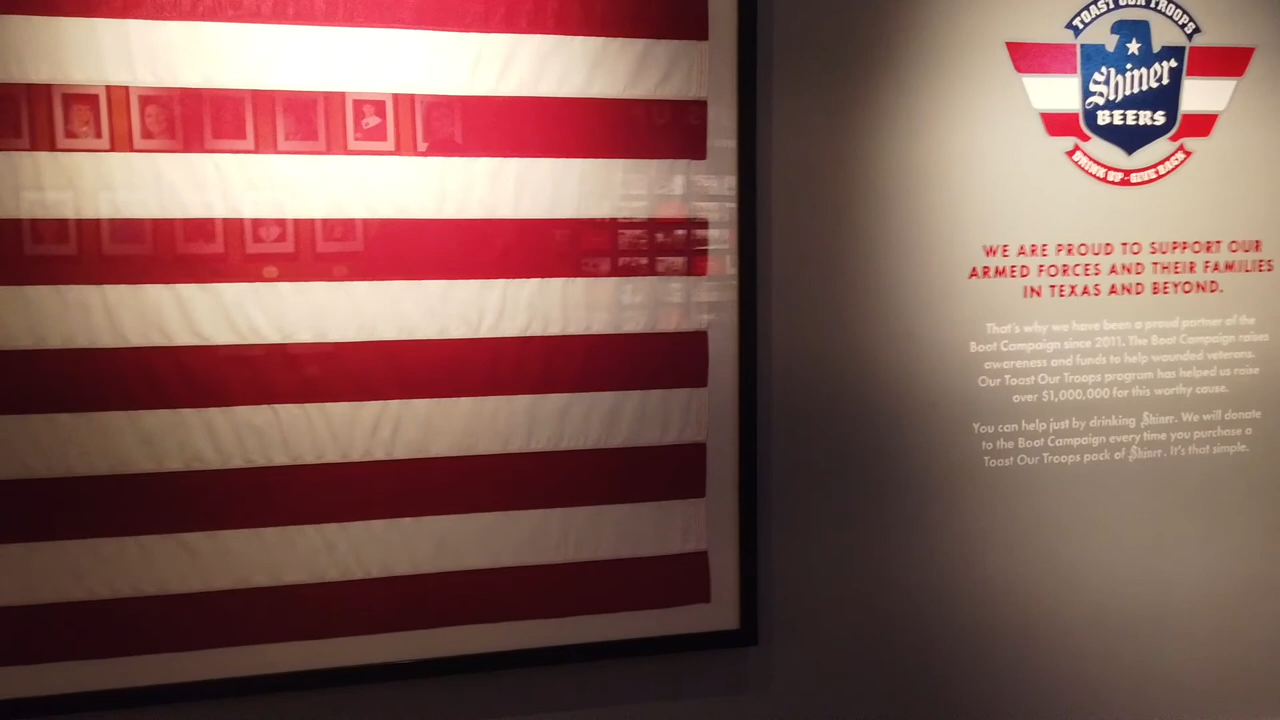 TOAST OUR TROOPS
Shiner
BEERS
DRINK UP - GIVE BACK
WE ARE PROUD TO SUPPORT OUR
ARMED FORCES AND THEIR FAMILIES
IN TEXAS AND BEYOND.
That's why we have been a proud partner of the
Boot Campaign since 2011. The Boot Campaign raises
awareness and funds to help wounded veterans.
Our Toast Our Troops program has helped us raise
over $1,000,000 for this worthy cause.
You can help just by drinking Shiner. We will donate
to the Boot Campaign every time you purchase a
Toast Our Troops pack of Shiner. It's that simple.